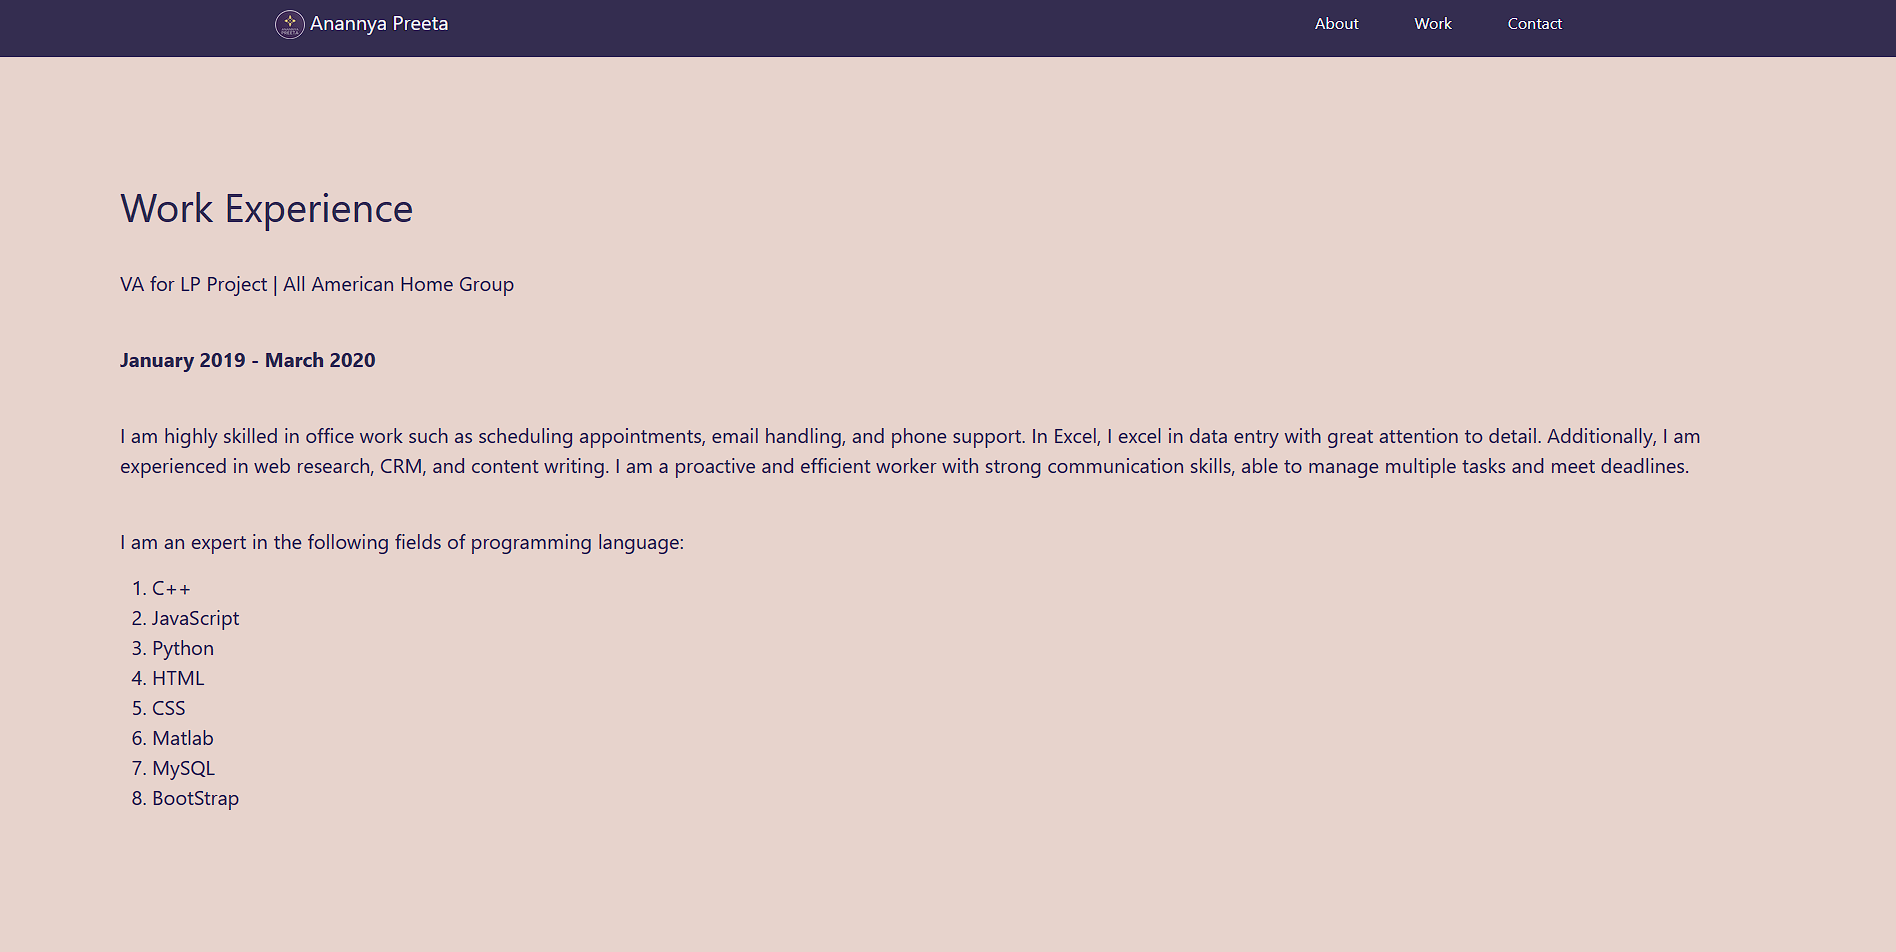 Anannya Preeta
About Work Contact
Work Experience
VA for LP Project | All American Home Group
January 2019 - March 2020
I am highly skilled in office work such as scheduling appointments, email handling, and phone support. In Excel, I excel in data entry with great attention to detail. Additionally, I am
experienced in web research, CRM, and content writing. I am a proactive and efficient worker with strong communication skills, able to manage multiple tasks and meet deadlines.
I am an expert in the following fields of programming language:
1. C++
2. JavaScript
3. Python
4. HTML
5. CSS
6. Matlab
7. MySQL
8. BootStrap